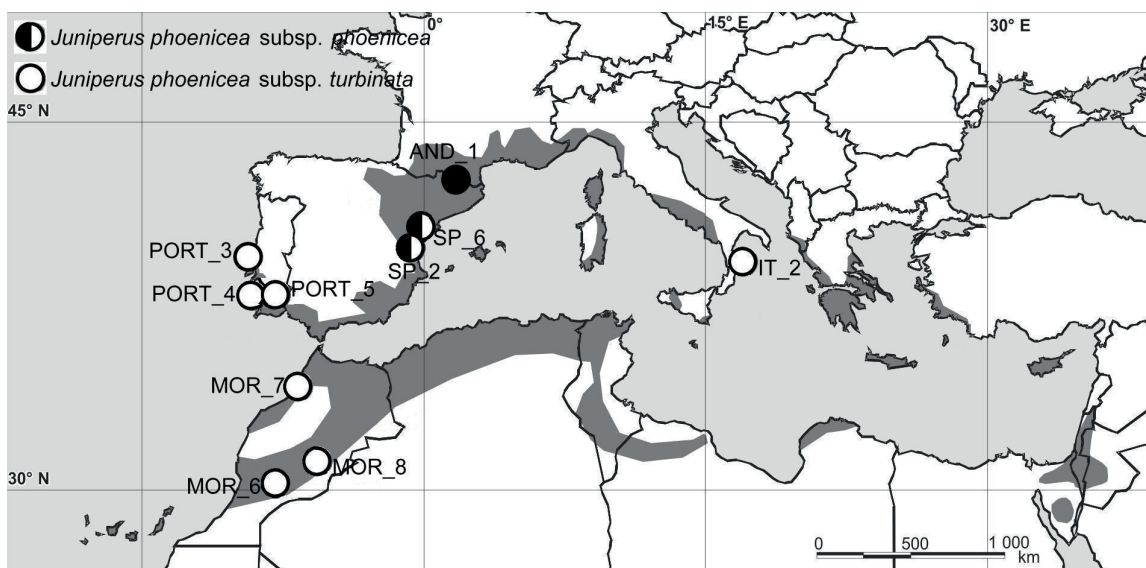 0°
15° E
30° E
Juniperus phoenicea subsp. phoenicea
Juniperus phoenicea subsp. turbinata
45° N
AND_1
SP_6
PORT_3
SP_2
IT_2
PORT_4
PORT_5
MOR_7
MOR_8
30° N
MOR_6
0 500 1 000
km